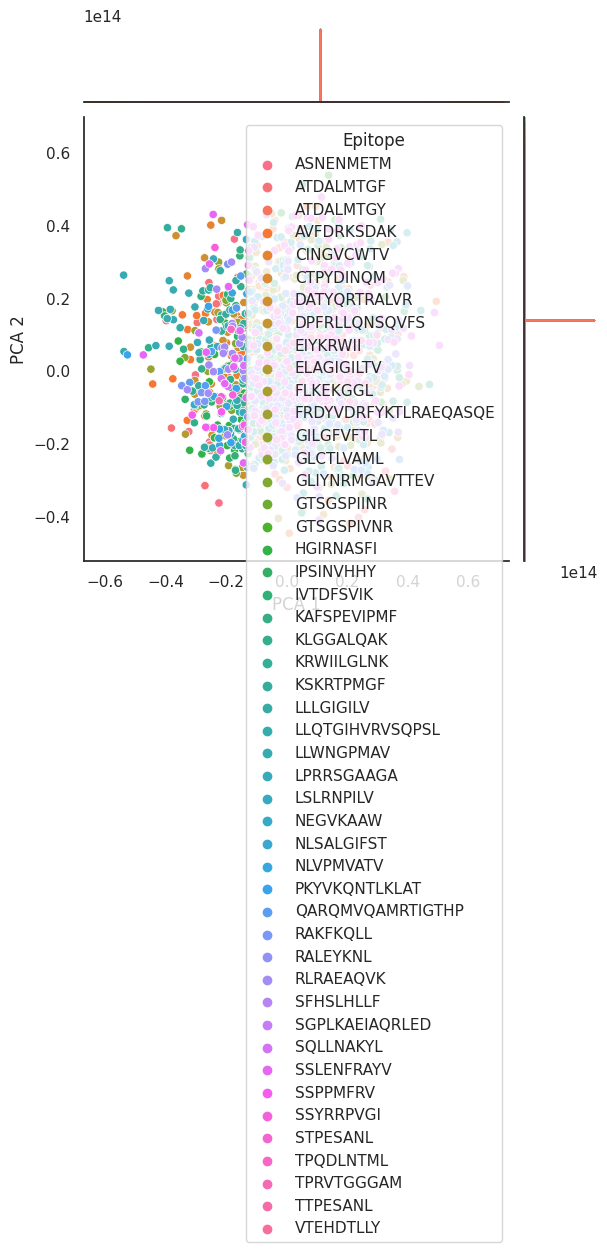 1e14
Epitope
ASNENMETM
ATDALMTGF
ATDALMTGY
AVFDRKSDAK
CINGVCWTV
CTPYDINQM
DATYQRTRALVR
DPFRLLQNSQVFS
EIYKRWII
ELAGIGILTV
FLKEKGGL
FRDYVDRFYKTLRAEQASQE
GILGFVFTL
GLCTLVAML
GLIYNRMGAVTTEV
GTSGSPIINR
GTSGSPIVNR
HGIRNASFI
IPSINVHHY
IVTDFSVIK
KAFSPEVIPMF
KLGGALQAK
KRWIILGLNK
KSKRTPMGF
LLLGIGILV
LLQTGIHVRVSQPSL
LLWNGPMAV
LPRRSGAAGA
LSLRNPILV
NEGVKAAW
NLSALGIFST
NLVPMVATV
PKYVKQNTLKLAT
QARQMVQAMRTIGTHP
RAKFKQLL
RALEYKNL
RLRAEAQVK
SFHSLHLLF
SGPLKAEIAQRLED
SQLLNAKYL
SSLENFRAYV
SSPPMFRV
SSYRRPVGI
STPESANL
TPQDLNTML
TPRVTGGGAM
TTPESANL
VTEHDTLLY
PCA 2
0.6
0.4
0.2
0.0
−0.2
−0.4
−0.6 −0.4 −0.2 0.0 0.2 0.4 0.6
PCA 1
1e14